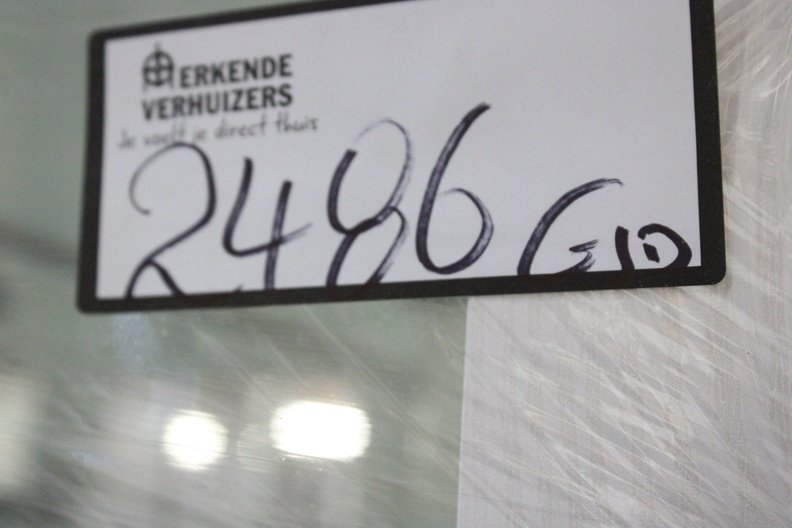 ERKENDE
VERHUIZERS
Je voelt je direct thuis
2486 GD